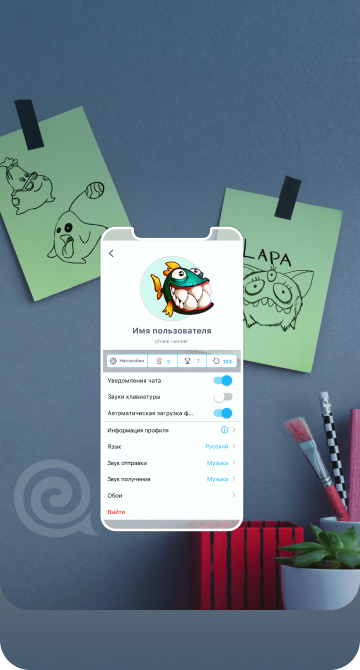 LAPA
Имя пользователя
phone number
Настройки
2
7
123
Уведомления чата
Звуки клавиатуры
Автоматическая загрузка ф...
Информация профиля
Язык
Русский
Звук отправки
Музыка
Звук получения
Музыка
Обои
Выйти